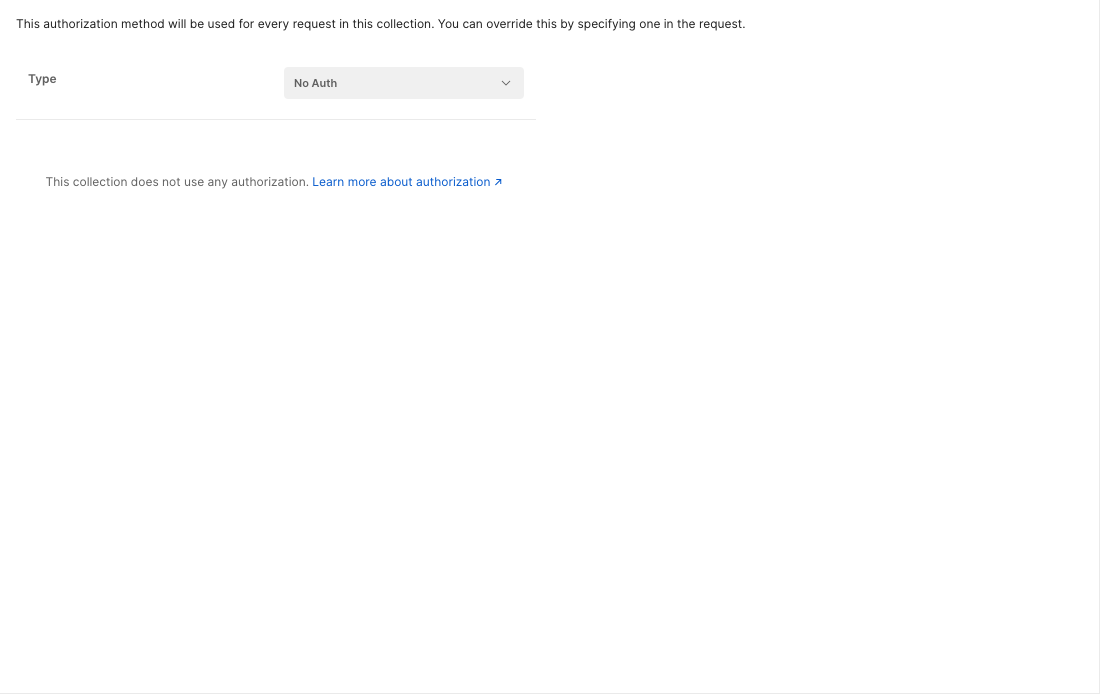 This authorization method will be used for every request in this collection. You can override this by specifying one in the request.
Type
No Auth
This collection does not use any authorization. Learn more about authorization ↗